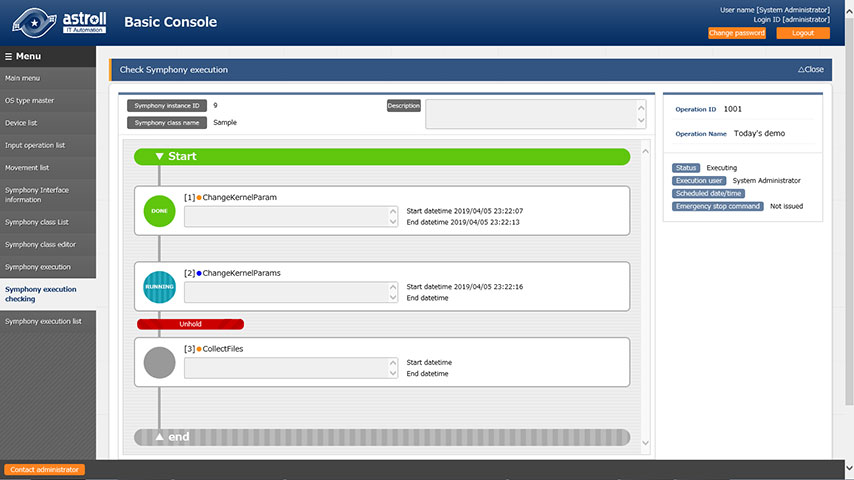 astroll
IT Automation
Basic Console
User name [System Administrator]
Login ID [administrator]
Change password
Logout
☰ Menu
Main menu
OS type master
Device list
Input operation list
Movement list
Symphony Interface
information
Symphony class List
Symphony class editor
Symphony execution
Symphony execution
checking
Symphony execution list
Contact administrator
Check Symphony execution
△Close
Symphony instance ID 9
Symphony class name Sample
Description
▼ Start
[1]●ChangeKernelParam
DONE
Start datetime 2019/04/05 23:22:07
End datetime 2019/04/05 23:22:13
[2]●ChangeKernelParams
RUNNING
Start datetime 2019/04/05 23:22:16
End datetime
Unhold
[3]●CollectFiles
Start datetime
End datetime
▲ end
Operation ID 1001
Operation Name Today's demo
Status Executing
Execution user System Administrator
Scheduled date/time
Emergency stop command Not issued